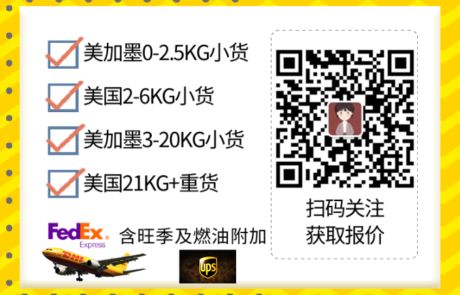 美加墨0-2.5KG小货
美国2-6KG小货
美加墨3-20KG小货
美国21KG+重货
扫码关注
获取报价
FedEx
Express
含旺季及燃油附加
ups